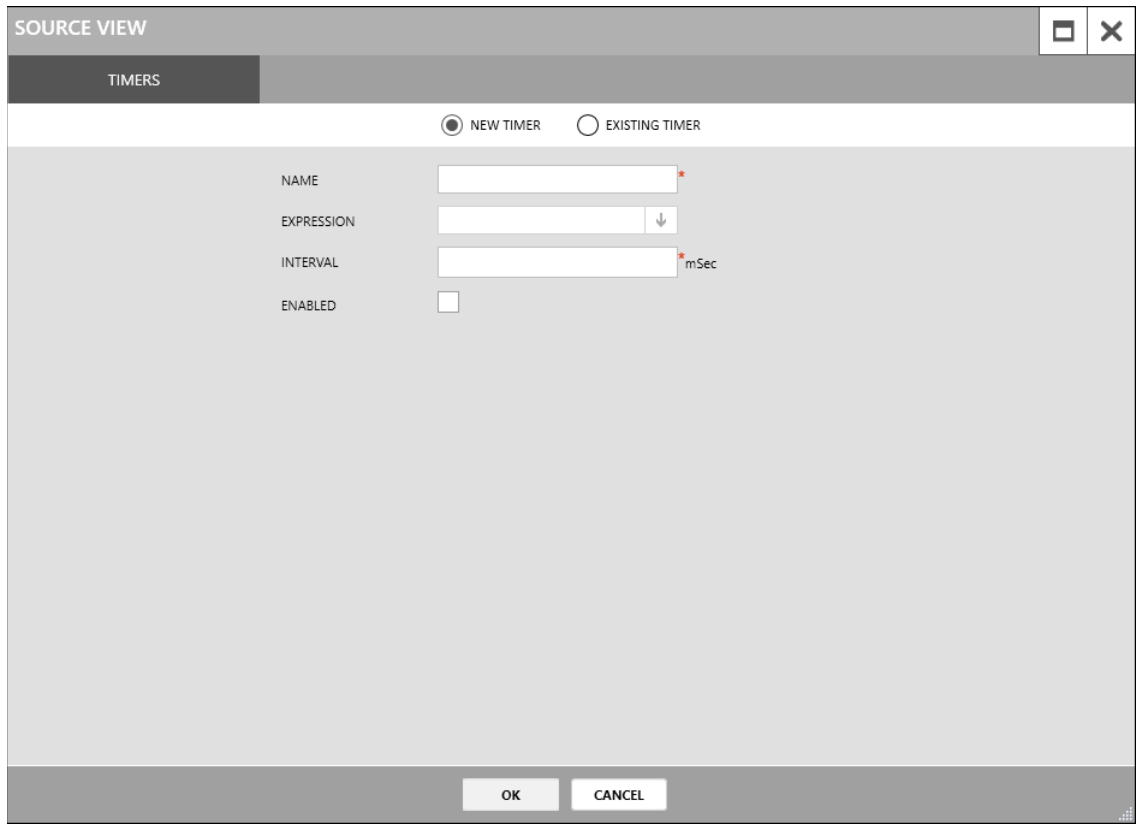 SOURCE VIEW
TIMERS
NEW TIMER EXISTING TIMER
NAME *
EXPRESSION
INTERVAL *mSec
ENABLED
OK CANCEL